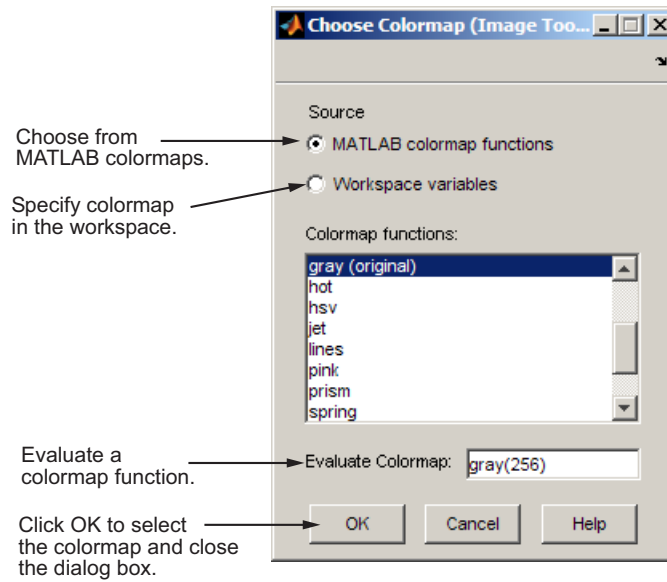 Choose Colormap (Image Too...
Source
Choose from
MATLAB colormaps.
MATLAB colormap functions
Specify colormap
in the workspace.
Workspace variables
Colormap functions:
gray (original)
hot
hsv
jet
lines
pink
prism
spring
Evaluate a
colormap function.
Evaluate Colormap:
gray(256)
Click OK to select
the colormap and close
the dialog box.
OK
Cancel
Help